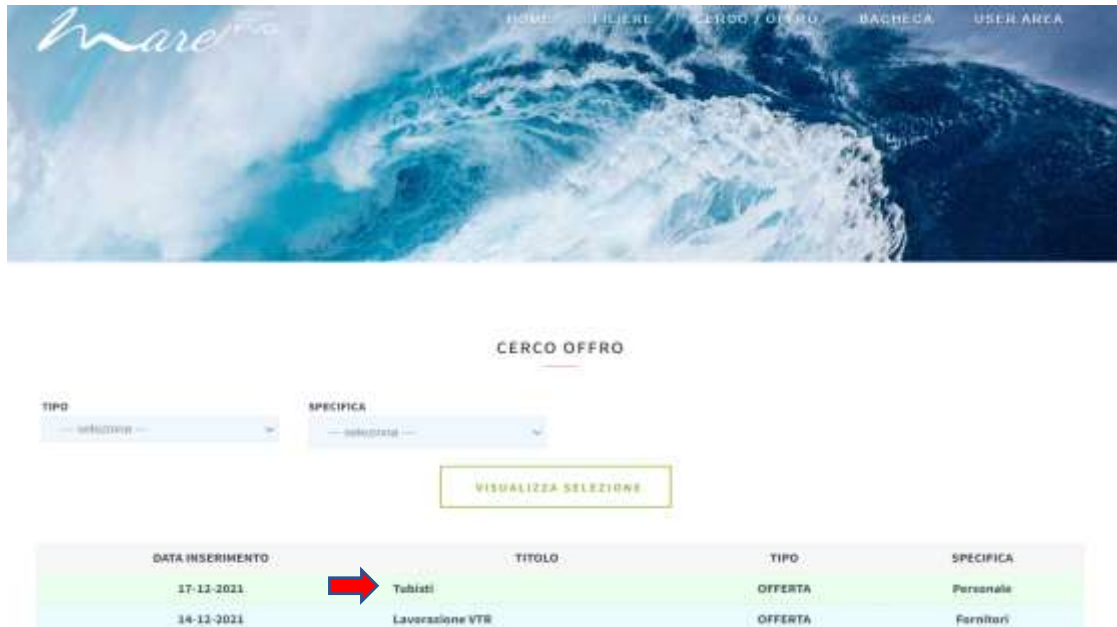 mare FVG
HOME FILIERE CERCO / OFFRO BACHECA USER AREA
CERCO OFFRO
TIPO SPECIFICA
--- seleziona --- --- seleziona ---
VISUALIZZA SELEZIONE
DATA INSERIMENTO TITOLO TIPO SPECIFICA
17-12-2021 Tubisti OFFERTA Personale
14-12-2021 Lavorazione VTR OFFERTA Fornitori